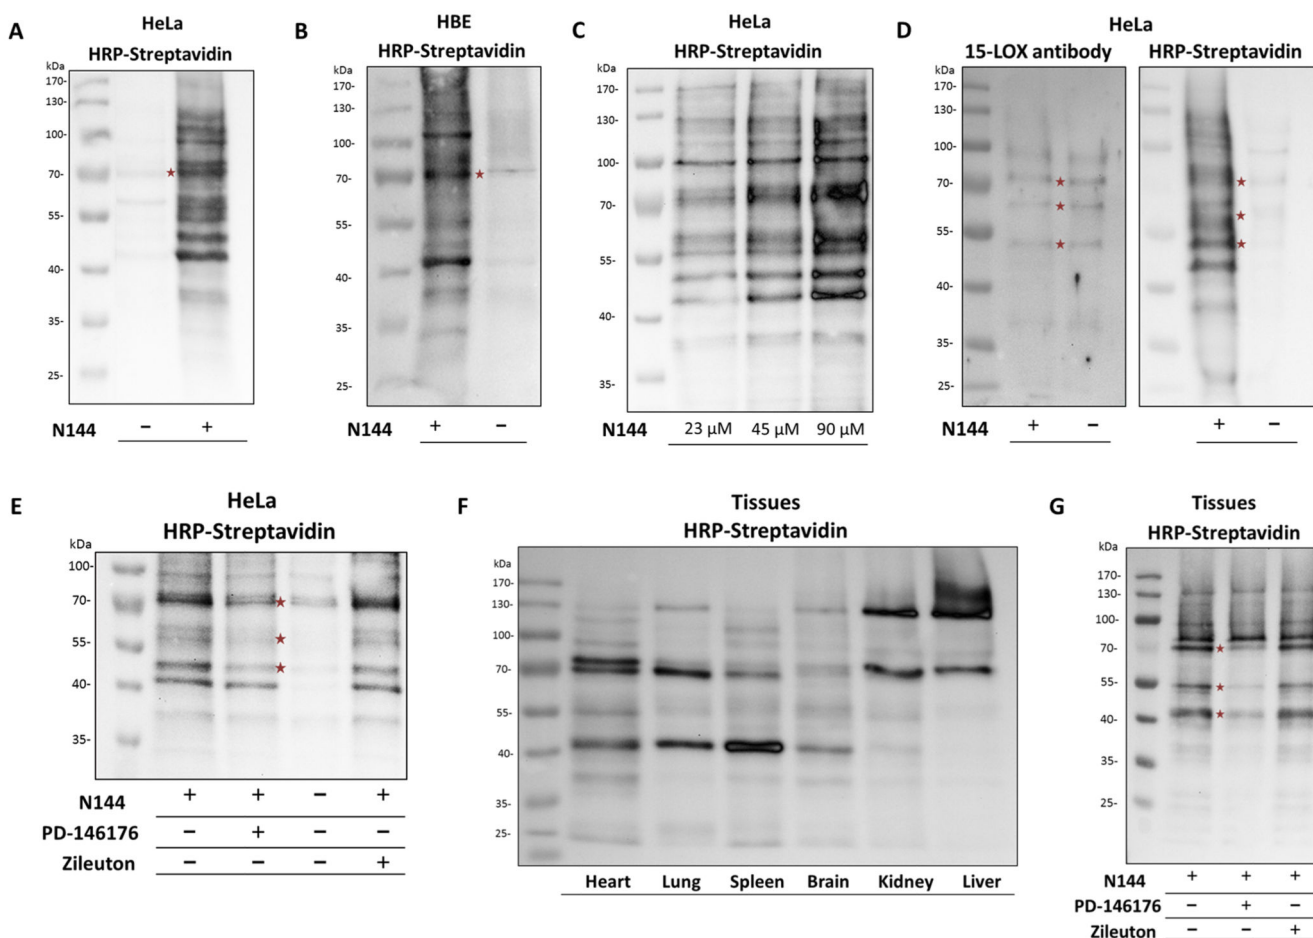 A
HeLa
HRP-Streptavidin
kDa
170-
130-
100-
70-
55-
40-
35-
25-
N144
− +
B
HBE
HRP-Streptavidin
kDa
170-
130-
100-
70-
55-
40-
35-
25-
N144
+ −
C
HeLa
HRP-Streptavidin
kDa
170-
130-
100-
70-
55-
40-
35-
N144
23 μM 45 μM 90 μM
D
HeLa
15-LOX antibody HRP-Streptavidin
kDa
170-
130-
100-
70-
55-
40-
35-
25-
N144
+ − + −
E
HeLa
HRP-Streptavidin
kDa
100-
70-
55-
40-
35-
N144 + + − +
PD-146176 − + − −
Zileuton − − − +
F
Tissues
HRP-Streptavidin
kDa
170-
130-
100-
70-
55-
40-
35-
25-
Heart Lung Spleen Brain Kidney Liver
G
Tissues
HRP-Streptavidin
kDa
170-
130-
100-
70-
55-
40-
35-
25-
N144 + + +
PD-146176 − + −
Zileuton − − +